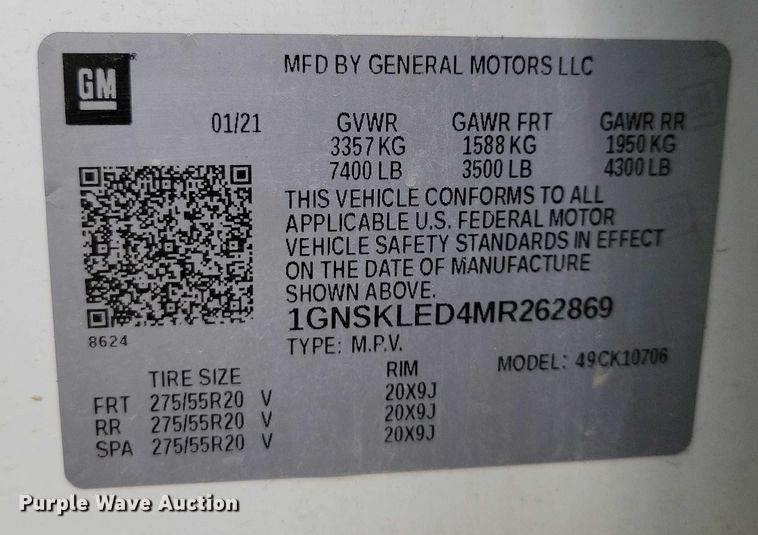 GM
MFD BY GENERAL MOTORS LLC
01/21 GVWR GAWR FRT GAWR RR
3357 KG 1588 KG 1950 KG
7400 LB 3500 LB 4300 LB
THIS VEHICLE CONFORMS TO ALL
APPLICABLE U.S. FEDERAL MOTOR
VEHICLE SAFETY STANDARDS IN EFFECT
ON THE DATE OF MANUFACTURE
SHOWN ABOVE.
1GNSKLED4MR262869
8624
TYPE: M.P.V.
MODEL: 49CK10706
TIRE SIZE RIM
FRT 275/55R20 V 20X9J
RR 275/55R20 V 20X9J
SPA 275/55R20 V 20X9J
Purple Wave Auction